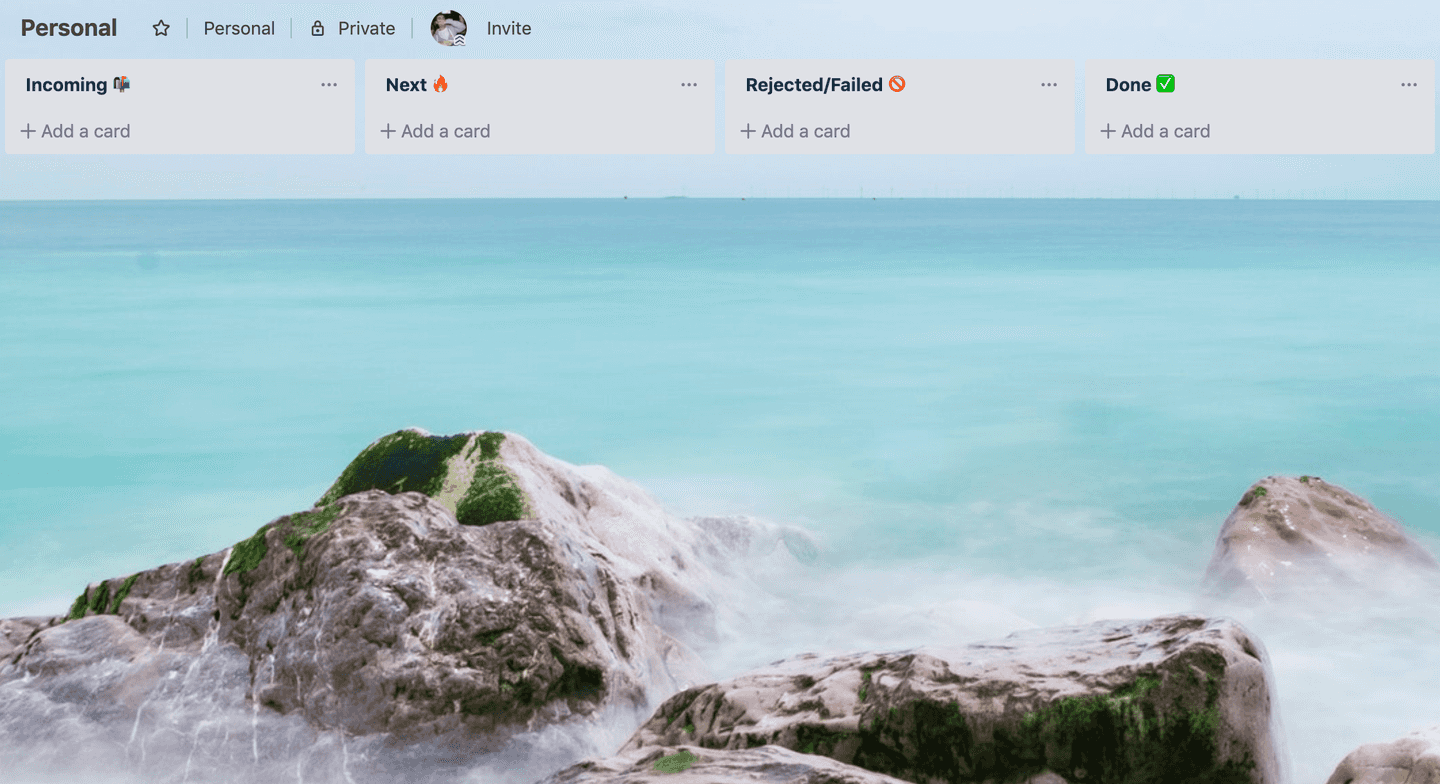 Personal Personal Private Invite
Incoming 📬 Next 🔥 Rejected/Failed 🚫 Done ✅
+ Add a card + Add a card + Add a card + Add a card